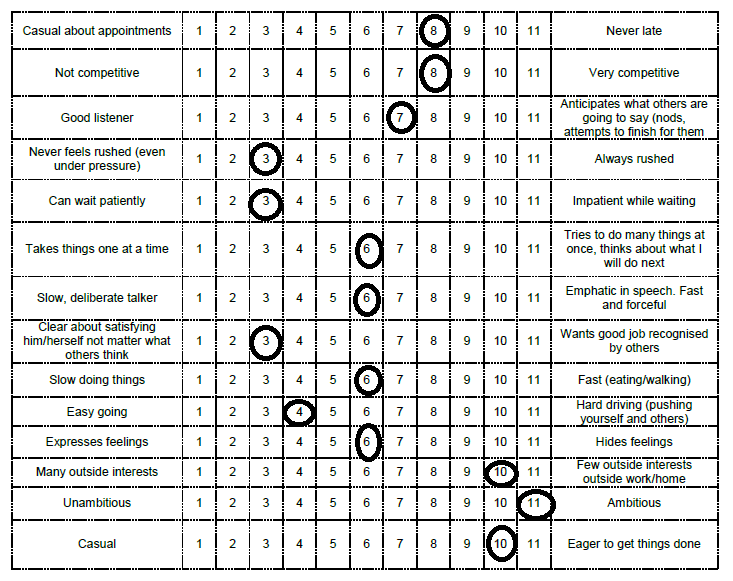 Casual about appointments 1 2 3 4 5 6 7 8 9 10 11 Never late
Not competitive 1 2 3 4 5 6 7 8 9 10 11 Very competitive
Good listener 1 2 3 4 5 6 7 8 9 10 11 Anticipates what others are
going to say (nods,
attempts to finish for them
Never feels rushed (even
under pressure) 1 2 3 4 5 6 7 8 9 10 11 Always rushed
Can wait patiently 1 2 3 4 5 6 7 8 9 10 11 Impatient while waiting
Takes things one at a time 1 2 3 4 5 6 7 8 9 10 11 Tries to do many things at
once, thinks about what I
will do next
Slow, deliberate talker 1 2 3 4 5 6 7 8 9 10 11 Emphatic in speech. Fast
and forceful
Clear about satisfying
him/herself not matter what
others think 1 2 3 4 5 6 7 8 9 10 11 Wants good job recognised
by others
Slow doing things 1 2 3 4 5 6 7 8 9 10 11 Fast (eating/walking)
Easy going 1 2 3 4 5 6 7 8 9 10 11 Hard driving (pushing
yourself and others)
Expresses feelings 1 2 3 4 5 6 7 8 9 10 11 Hides feelings
Many outside interests 1 2 3 4 5 6 7 8 9 10 11 Few outside interests
outside work/home
Unambitious 1 2 3 4 5 6 7 8 9 10 11 Ambitious
Casual 1 2 3 4 5 6 7 8 9 10 11 Eager to get things done